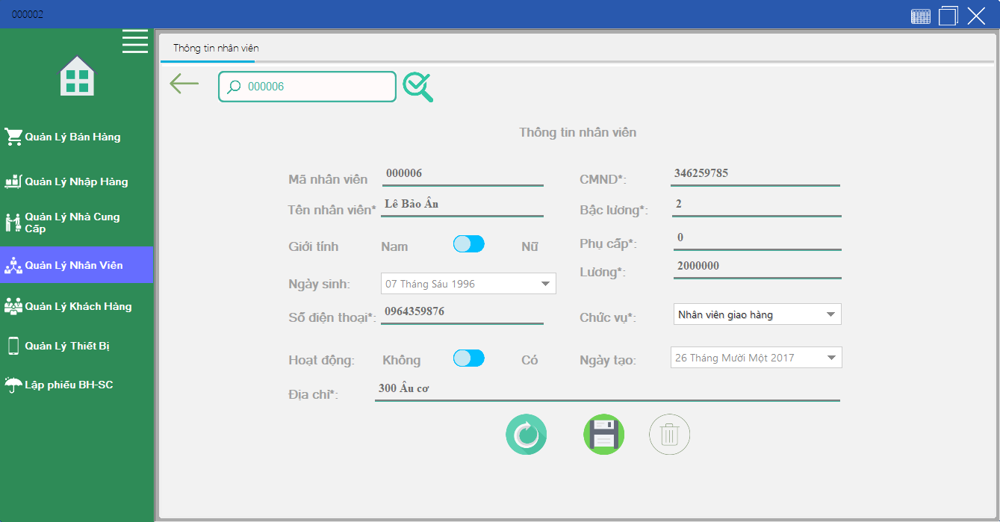 000002
Thông tin nhân viên
000006
Quản Lý Bán Hàng
Quản Lý Nhập Hàng
Quản Lý Nhà Cung
Cấp
Quản Lý Nhân Viên
Quản Lý Khách Hàng
Quản Lý Thiết Bị
Lập phiếu BH-SC
Thông tin nhân viên
Mã nhân viên 000006
CMND*: 346259785
Tên nhân viên* Lê Bảo Ân
Bậc lương*: 2
Giới tính Nam Nữ
Phụ cấp*: 0
Lương*: 2000000
Ngày sinh: 07 Tháng Sáu 1996
Số điện thoại*: 0964359876
Chức vụ*: Nhân viên giao hàng
Hoạt động: Không Có
Ngày tạo: 26 Tháng Mười Một 2017
Địa chỉ*: 300 Âu cơ